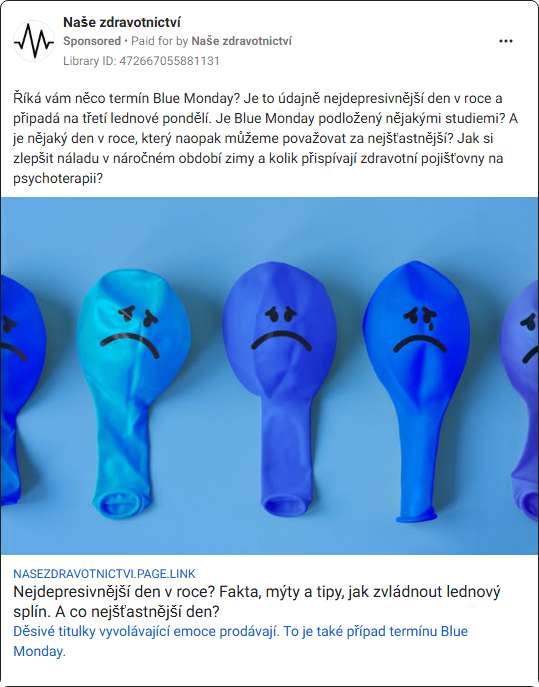 Naše zdravotnictví
Sponsored • Paid for by Naše zdravotnictví
Library ID: 472667055881131
Říká vám něco termín Blue Monday? Je to údajně nejdepresivnější den v roce a
připadá na třetí lednové pondělí. Je Blue Monday podložený nějakými studiemi? A
je nějaký den v roce, který naopak můžeme považovat za nejšťastnější? Jak si
zlepšit náladu v náročném období zimy a kolik přispívají zdravotní pojišťovny na
psychoterapii?
NASEZDRAVOTNICTVI.PAGE.LINK
Nejdepresivnější den v roce? Fakta, mýty a tipy, jak zvládnout lednový
splín. A co nejšťastnější den?
Děsivé titulky vyvolávající emoce prodávají. To je také případ termínu Blue
Monday.